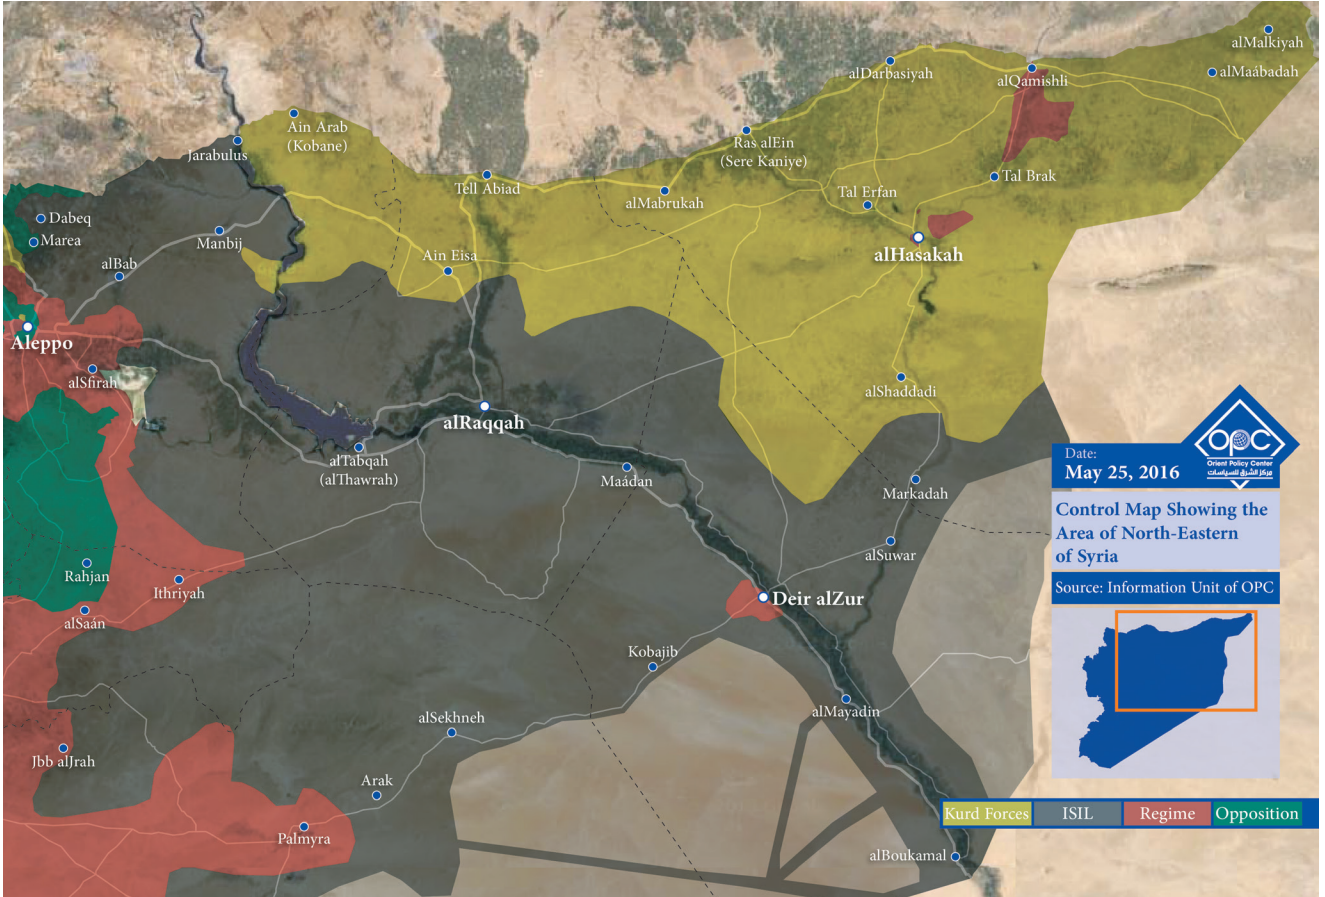 alMalkiyah
alMaábadah
alDarbasiyah
alQamishli
Ain Arab
(Kobane)
Jarabulus
Ras alEin
(Sere Kaniye)
Tell Abiad
alMabrukah
Tal Brak
Tal Erfan
Dabeq
Marea
Manbij
alBab
Ain Eisa
alHasakah
Aleppo
alSfirah
alShaddadi
alRaqqah
alTabqah
(alThawrah)
Maádan
Markadah
alSuwar
Rahjan
Ithriyah
alSaán
Deir alZur
Kobajib
alMayadin
alSekhneh
Jbb alJrah
Arak
Palmyra
alBoukamal
OPC
Orient Policy Center
مركز الشرق للسياسات
Date:
May 25, 2016
Control Map Showing the
Area of North-Eastern
of Syria
Source: Information Unit of OPC
Kurd Forces
ISIL
Regime
Opposition